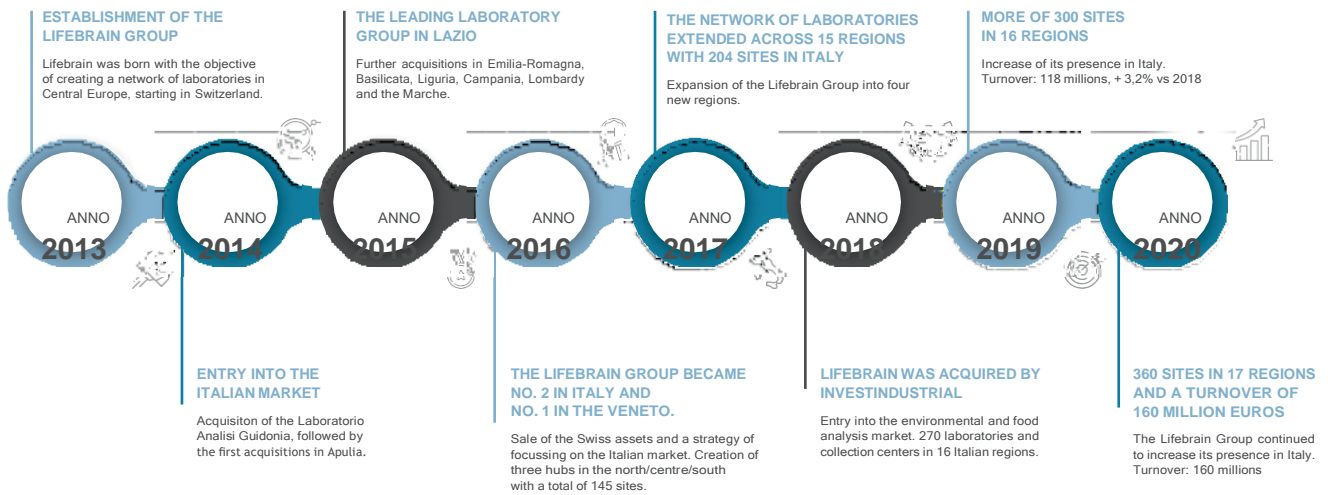 ESTABLISHMENT OF THE
LIFEBRAIN GROUP
Lifebrain was born with the objective
of creating a network of laboratories in
Central Europe, starting in Switzerland.
THE LEADING LABORATORY
GROUP IN LAZIO
Further acquisitions in Emilia-Romagna,
Basilicata, Liguria, Campania, Lombardy
and the Marche.
THE NETWORK OF LABORATORIES
EXTENDED ACROSS 15 REGIONS
WITH 204 SITES IN ITALY
Expansion of the Lifebrain Group into four
new regions.
MORE OF 300 SITES
IN 16 REGIONS
Increase of its presence in Italy.
Turnover: 118 millions, + 3,2% vs 2018
ANNO
2013
ANNO
2014
ANNO
2015
ANNO
2016
ANNO
2017
ANNO
2018
ANNO
2019
ANNO
2020
ENTRY INTO THE
ITALIAN MARKET
Acquisiton of the Laboratorio
Analisi Guidonia, followed by
the first acquisitions in Apulia.
THE LIFEBRAIN GROUP BECAME
NO. 2 IN ITALY AND
NO. 1 IN THE VENETO.
Sale of the Swiss assets and a strategy of
focussing on the Italian market. Creation of
three hubs in the north/centre/south
with a total of 145 sites.
LIFEBRAIN WAS ACQUIRED BY
INVESTINDUSTRIAL
Entry into the environmental and food
analysis market. 270 laboratories and
collection centers in 16 Italian regions.
360 SITES IN 17 REGIONS
AND A TURNOVER OF
160 MILLION EUROS
The Lifebrain Group continued
to increase its presence in Italy.
Turnover: 160 millions